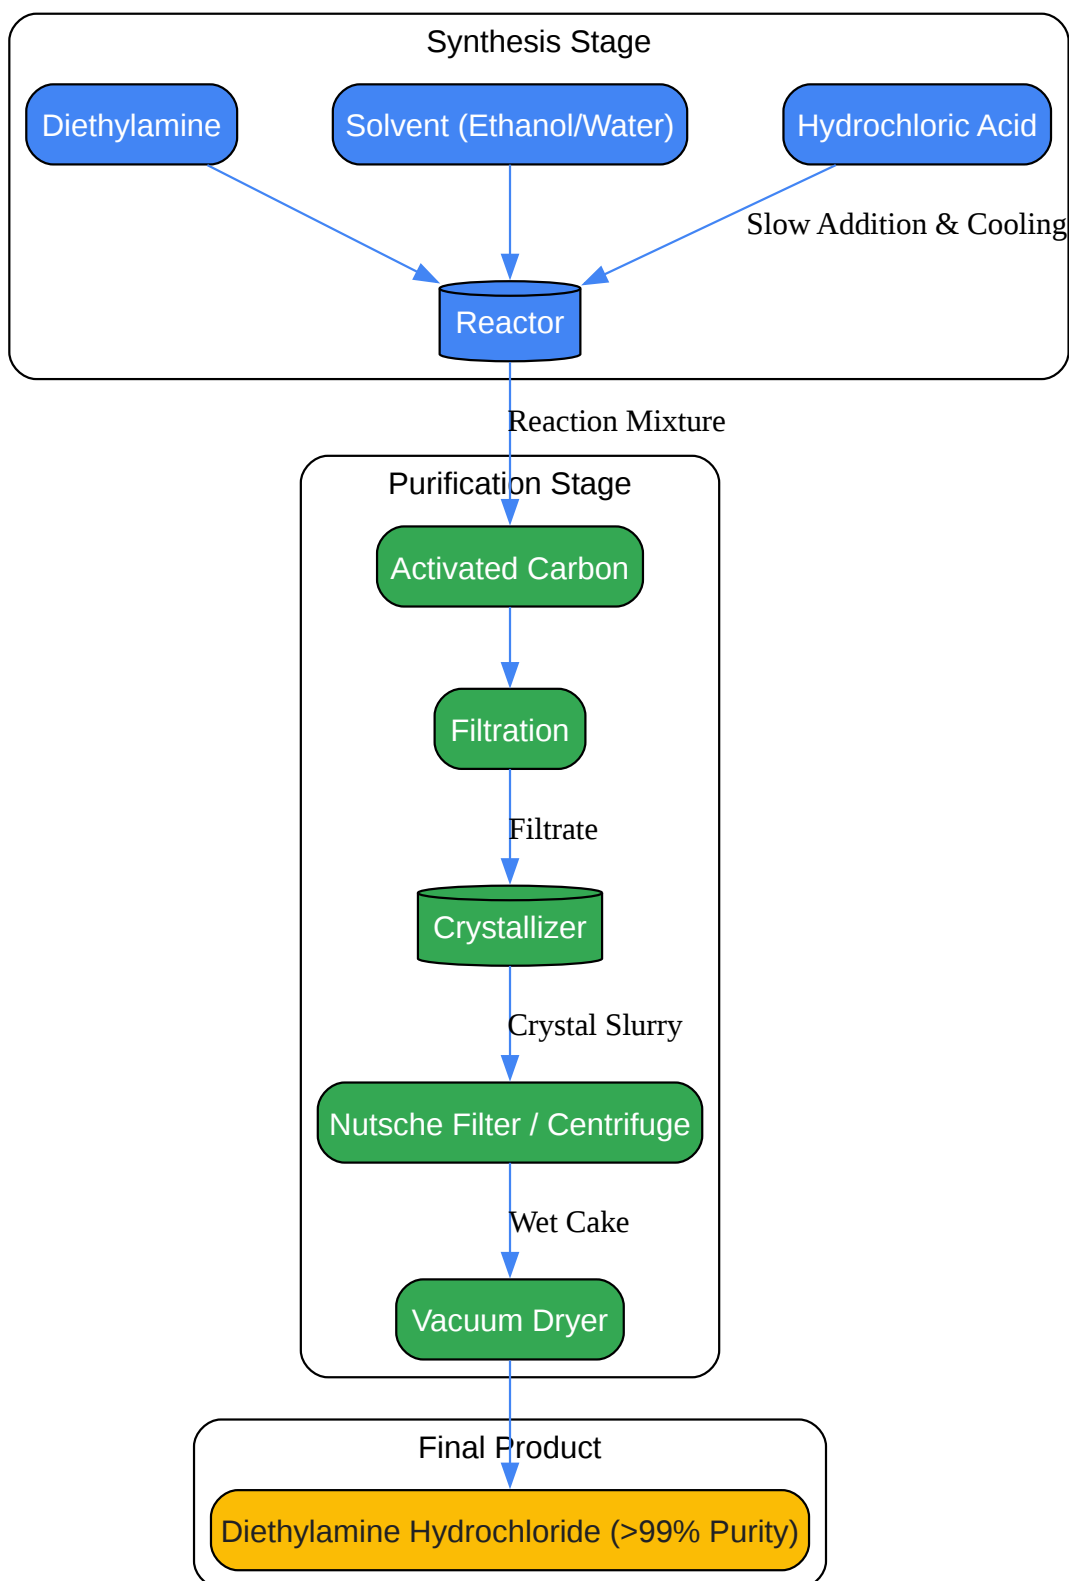 Synthesis Stage
Diethylamine
Solvent (Ethanol/Water)
Hydrochloric Acid
Slow Addition & Cooling
Reactor
Reaction Mixture
Purification Stage
Activated Carbon
Filtration
Filtrate
Crystallizer
Crystal Slurry
Nutsche Filter / Centrifuge
Wet Cake
Vacuum Dryer
Final Product
Diethylamine Hydrochloride (>99% Purity)